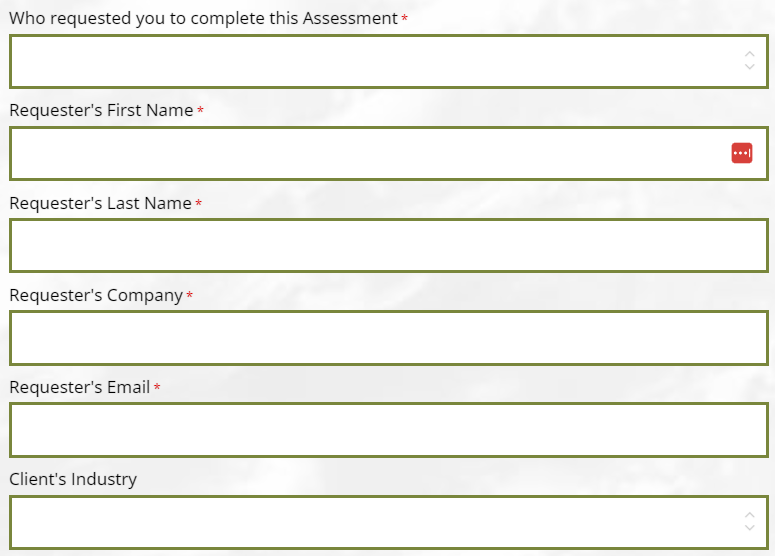 Who requested you to complete this Assessment *
Requester's First Name *
Requester's Last Name *
Requester's Company *
Requester's Email *
Client's Industry